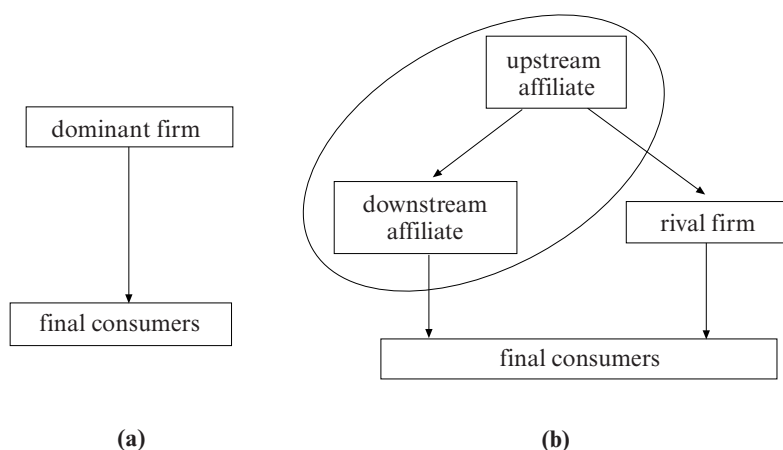 upstream
affiliate
dominant firm
downstream
affiliate
rival firm
final consumers
final consumers
(a)
(b)